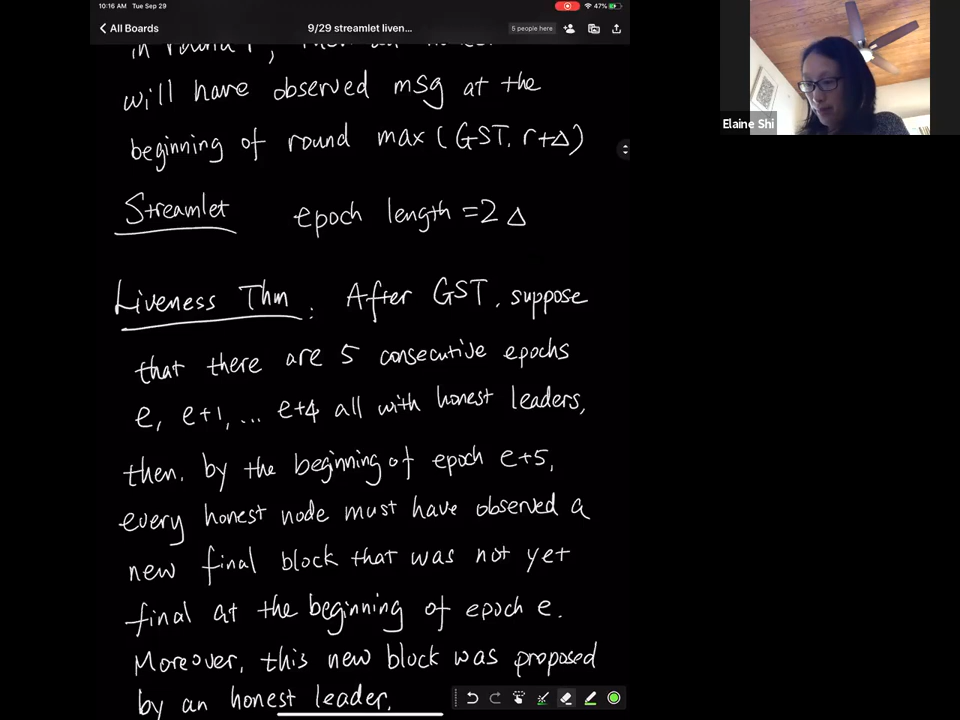 10:16 AM Tue Sep 29
47%
All Boards
9/29 streamlet liven...
5 people here
in round r,
will have observed msg at the
beginning of round max (GST, r+Δ)
Streamlet epoch length = 2Δ
Liveness Thm: After GST, suppose
that there are 5 consecutive epochs
e, e+1, ... e+4 all with honest leaders,
then, by the beginning of epoch e+5,
every honest node must have observed a
new final block that was not yet
final at the beginning of epoch e.
Moreover, this new block was proposed
by an honest leader.
Elaine Shi